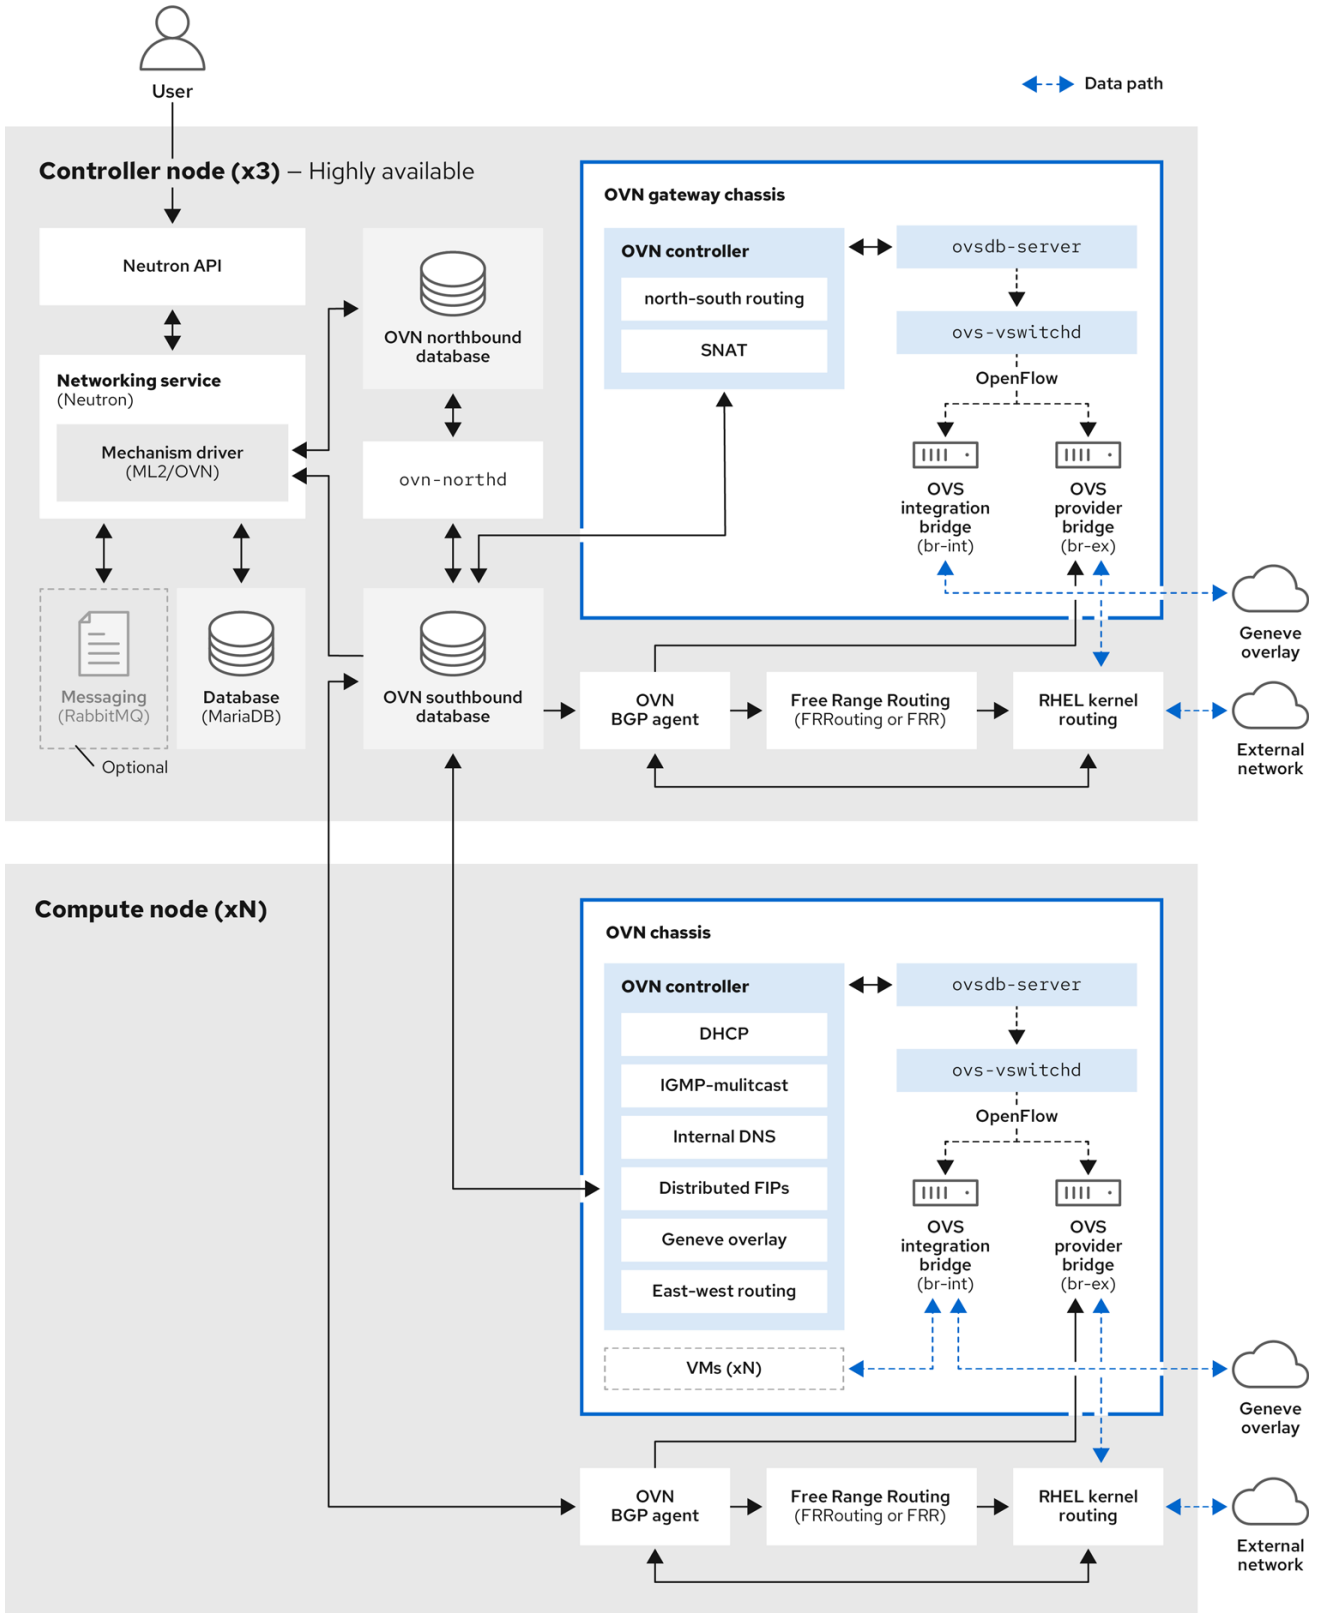 User
Data path
Controller node (x3) – Highly available
Neutron API
Networking service
(Neutron)
Mechanism driver
(ML2/OVN)
Messaging
(RabbitMQ)
Optional
Database
(MariaDB)
OVN northbound
database
ovn-northd
OVN southbound
database
OVN gateway chassis
OVN controller
north-south routing
SNAT
ovsdb-server
ovs-vswitchd
OpenFlow
OVS
integration
bridge
(br-int)
OVS
provider
bridge
(br-ex)
Geneve
overlay
OVN
BGP agent
Free Range Routing
(FRRouting or FRR)
RHEL kernel
routing
External
network
Compute node (xN)
OVN chassis
OVN controller
DHCP
IGMP-mulitcast
Internal DNS
Distributed FIPs
Geneve overlay
East-west routing
VMs (xN)
ovsdb-server
ovs-vswitchd
OpenFlow
OVS
integration
bridge
(br-int)
OVS
provider
bridge
(br-ex)
Geneve
overlay
OVN
BGP agent
Free Range Routing
(FRRouting or FRR)
RHEL kernel
routing
External
network